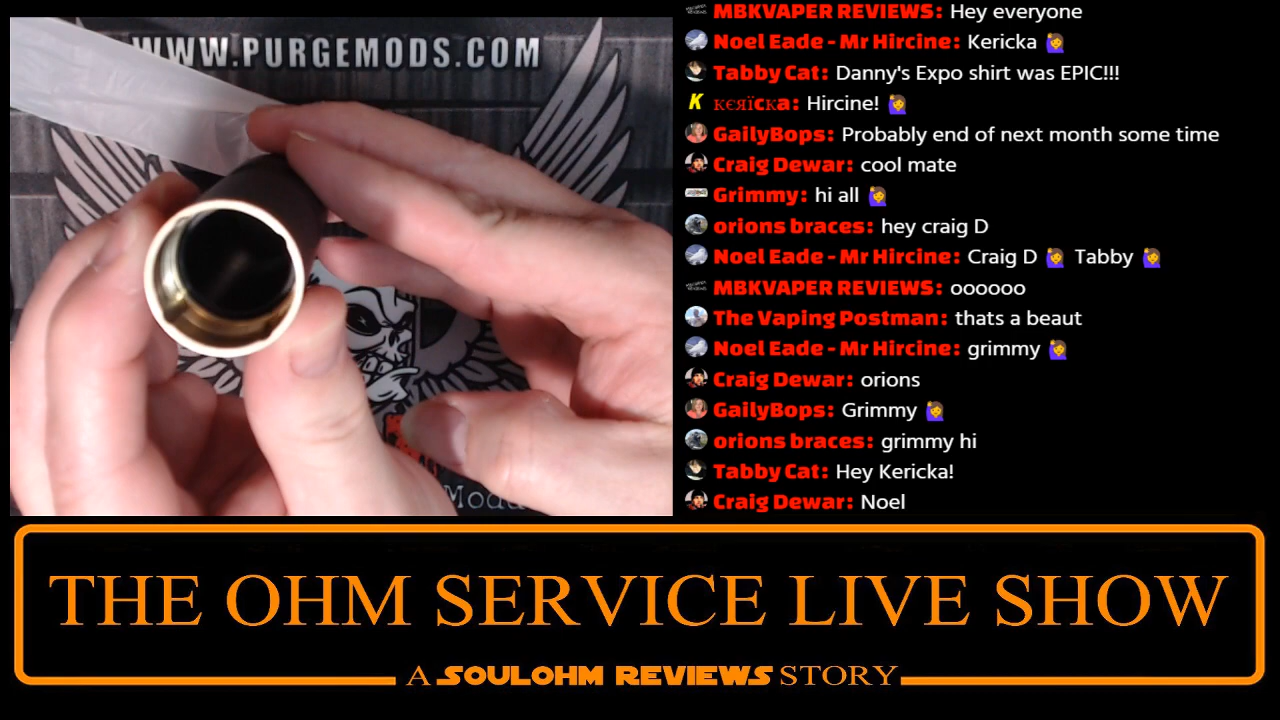 WWW.PURGEMODS.COM
MBKVAPER REVIEWS: Hey everyone
Noel Eade - Mr Hircine: Kericka 🙋‍♀️
Tabby Cat: Danny's Expo shirt was EPIC!!!
кєяїcка: Hircine! 🙋‍♀️
GailyBops: Probably end of next month some time
Craig Dewar: cool mate
Grimmy: hi all 🙋‍♀️
orions braces: hey craig D
Noel Eade - Mr Hircine: Craig D 🙋‍♀️ Tabby 🙋‍♀️
MBKVAPER REVIEWS: oooooo
The Vaping Postman: thats a beaut
Noel Eade - Mr Hircine: grimmy 🙋‍♀️
Craig Dewar: orions
GailyBops: Grimmy 🙋‍♀️
orions braces: grimmy hi
Tabby Cat: Hey Kericka!
Craig Dewar: Noel
THE OHM SERVICE LIVE SHOW
A SOULOHM REVIEWS STORY